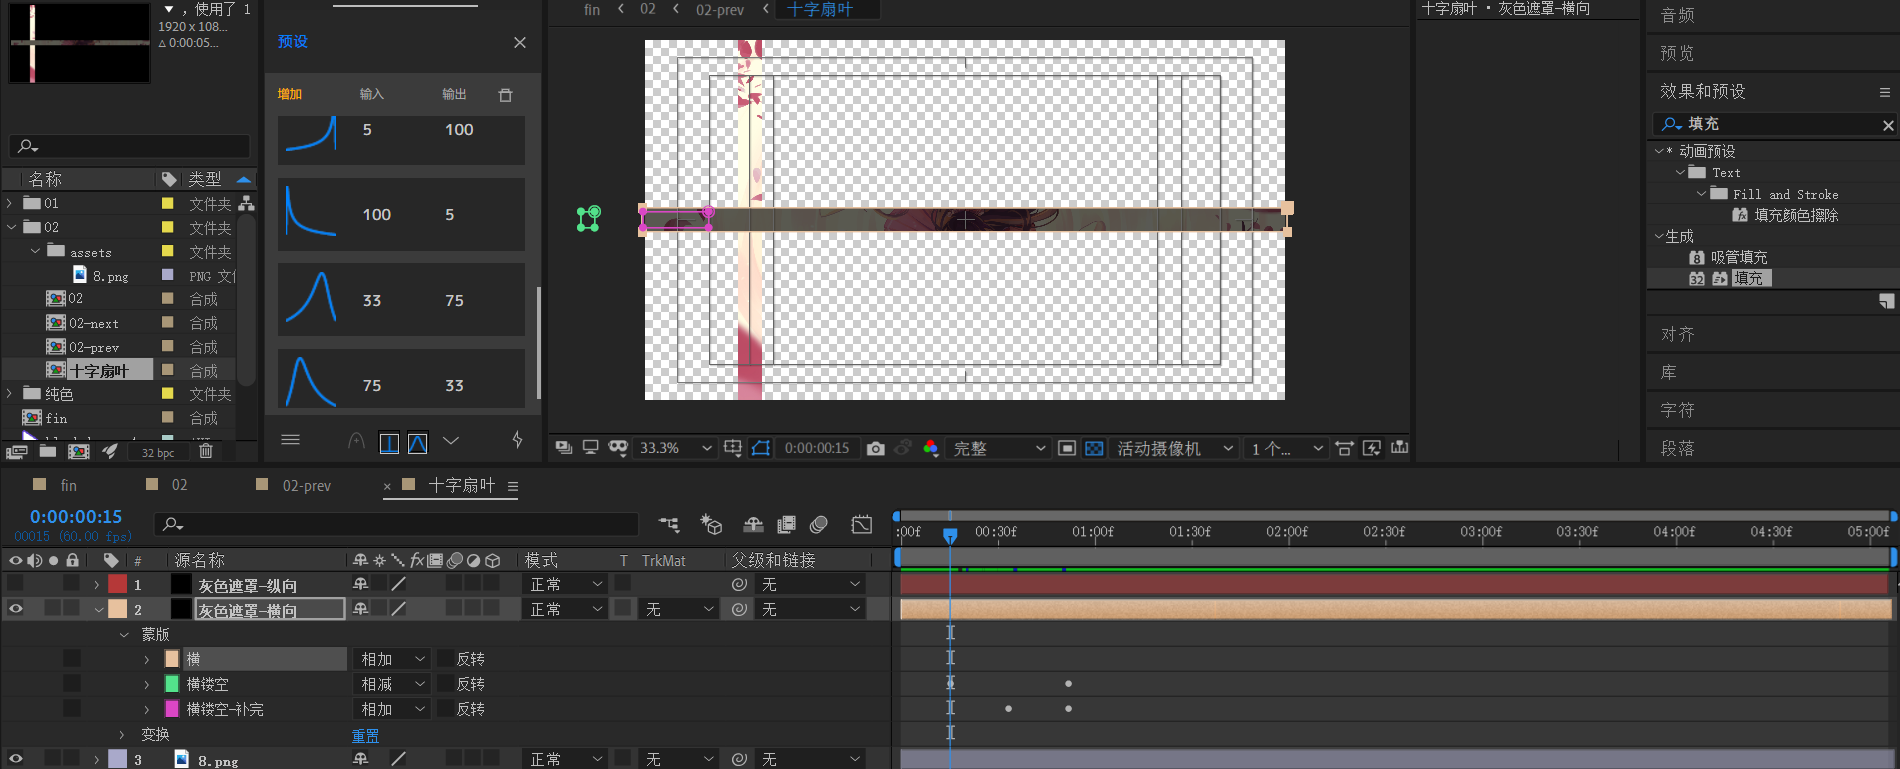 ，使用了 1
1920 x 108...
△ 0:00:05...
名称
类型
01
文件夹
02
文件夹
assets
文件夹
8.png
PNG 文
02
合成
02-next
合成
02-prev
合成
十字扇叶
合成
纯色
文件夹
fin
合成
32 bpc
预设
增加
输入
输出
5
100
100
5
33
75
75
33
fin
02
02-prev
十字扇叶
33.3%
0:00:00:15
完整
活动摄像机
1 个...
十字扇叶 · 灰色遮罩-横向
音频
预览
效果和预设
填充
* 动画预设
Text
Fill and Stroke
填充颜色擦除
生成
8
吸管填充
32
填充
对齐
库
字符
段落
fin
02
02-prev
× 十字扇叶
0:00:00:15
00015 (60.00 fps)
:00f
00:30f
01:00f
01:30f
02:00f
02:30f
03:00f
03:30f
04:00f
04:30f
05:00f
#
源名称
fx
模式
T
TrkMat
父级和链接
1
灰色遮罩-纵向
正常
无
2
灰色遮罩-横向
正常
无
无
蒙版
横
相加
反转
横镂空
相减
反转
横镂空-补完
相加
反转
变换
重置
3
8.png
正常
无
无